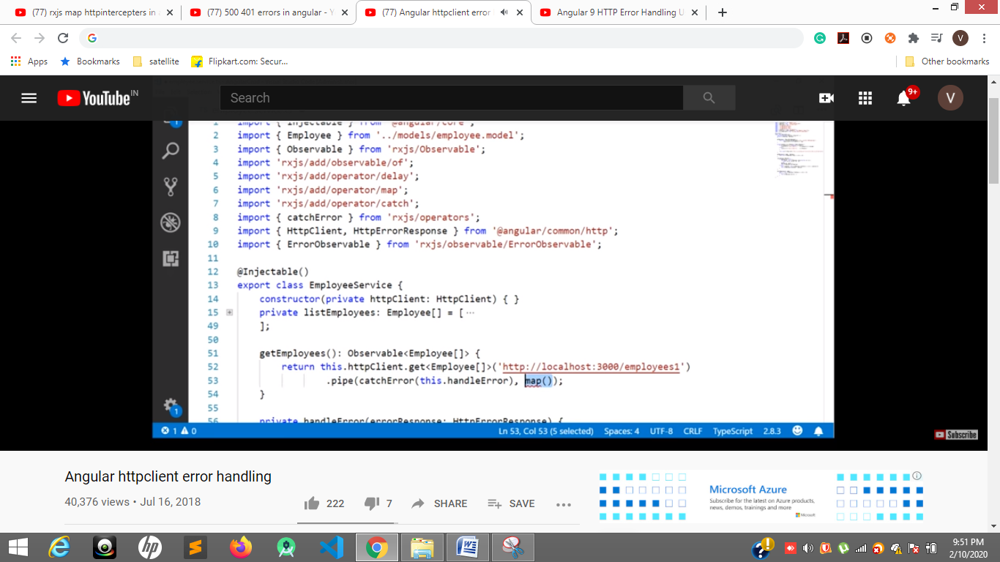 (77) rxjs map httpintercepters in
(77) 500 401 errors in angular - Y
(77) Angular httpclient error
Angular 9 HTTP Error Handling U
V
Apps
Bookmarks
satellite
Flipkart.com: Secur...
Other bookmarks
YouTube IN
Search
9+
V
1
1 import { Injectable } from '@angular/core';
2 import { Employee } from '../models/employee.model';
3 import { Observable } from 'rxjs/Observable';
4 import 'rxjs/add/observable/of';
5 import 'rxjs/add/operator/delay';
6 import 'rxjs/add/operator/map';
7 import 'rxjs/add/operator/catch';
8 import { catchError } from 'rxjs/operators';
9 import { HttpClient, HttpErrorResponse } from '@angular/common/http';
10 import { ErrorObservable } from 'rxjs/observable/ErrorObservable';
11
12 @Injectable()
13 export class EmployeeService {
14 constructor(private httpClient: HttpClient) { }
15 private listEmployees: Employee[] = [ ...
49 ];
50
51 getEmployees(): Observable<Employee[]> {
52 return this.httpClient.get<Employee[]>('http://localhost:3000/employees1')
53 .pipe(catchError(this.handleError), map());
54 }
55
56 private handleError(errorResponse: HttpErrorResponse) {
1
1 0 Ln 53, Col 53 (5 selected) Spaces: 4 UTF-8 CRLF TypeScript 2.8.3
Subscribe
Angular httpclient error handling
40,376 views • Jul 16, 2018
222
7
SHARE
SAVE
Microsoft Azure
Subscribe for the latest on Azure products,
news, demos, trainings and more
Microsoft
9:51 PM
2/10/2020